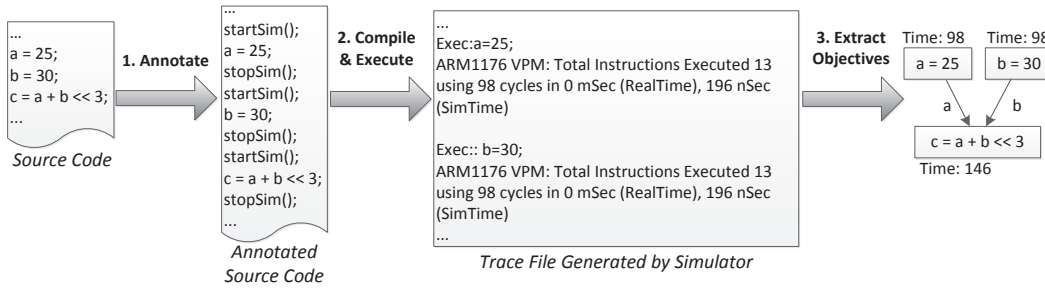 ...
a = 25;
b = 30;
c = a + b << 3;
...
Source Code
1. Annotate
...
startSim();
a = 25;
stopSim();
startSim();
b = 30;
stopSim();
startSim();
c = a + b << 3;
stopSim();
...
Annotated
Source Code
2. Compile
& Execute
...
Exec:a=25;
ARM1176 VPM: Total Instructions Executed 13
using 98 cycles in 0 mSec (RealTime), 196 nSec
(SimTime)
Exec:: b=30;
ARM1176 VPM: Total Instructions Executed 13
using 98 cycles in 0 mSec (RealTime), 196 nSec
(SimTime)
...
Trace File Generated by Simulator
3. Extract
Objectives
Time: 98
Time: 98
a = 25
b = 30
a
b
c = a + b << 3
Time: 146